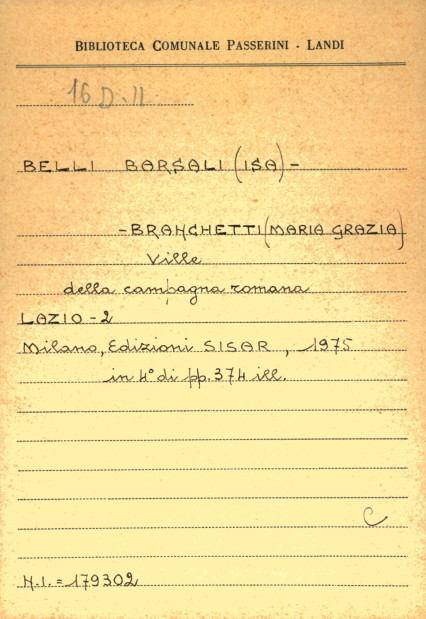 BIBLIOTECA COMUNALE PASSERINI - LANDI
16 D. II
BELLI BARSALI (ISA) -
- BRANCHETTI (MARIA GRAZIA)
Ville
della campagna romana
LAZIO - 2
Milano, Edizioni SISAR, 1975
in 4° di pp. 374 ill.
C
N.I. = 179302